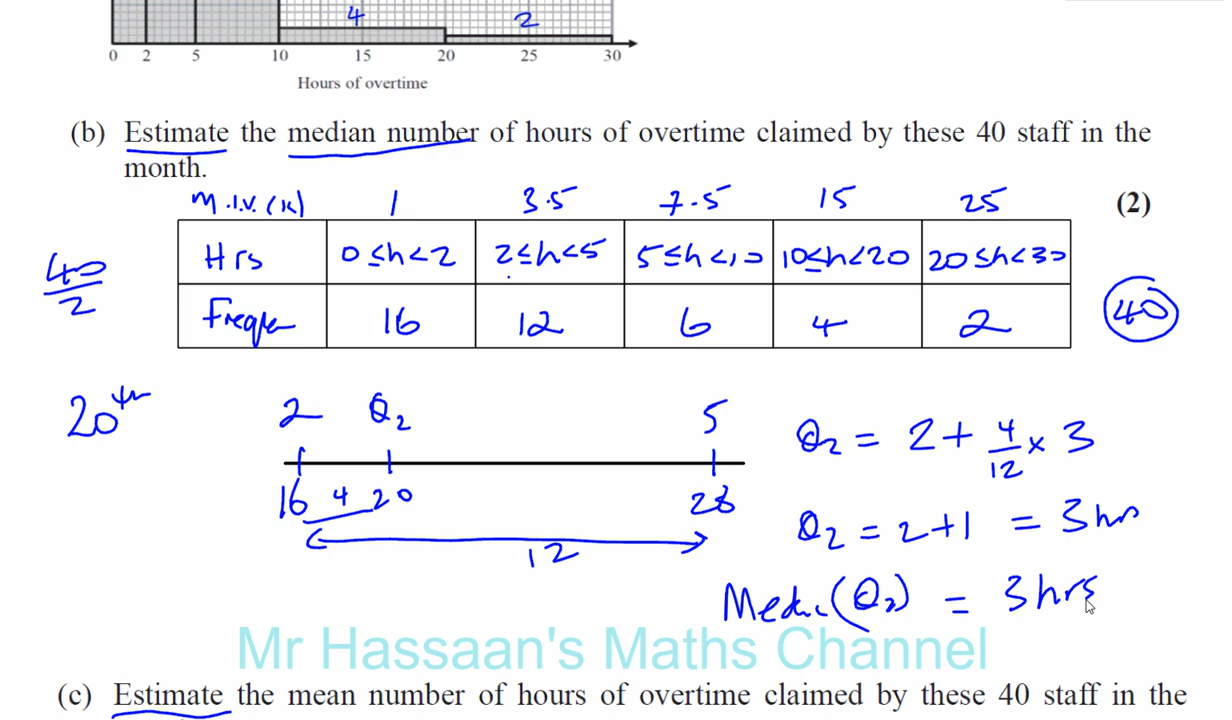 4 2
0 2 5 10 15 20 25 30
Hours of overtime
(b) Estimate the median number of hours of overtime claimed by these 40 staff in the
month.
(2)
M.I.V.(x) 1 3.5 7.5 15 25
Hrs 0≤h<2 2≤h<5 5≤h<10 10≤h<20 20≤h<30
16 12 6 4 2
40
40/2
20th
2 Q₂ 5
16 4 20 28
12
Q₂ = 2 + 4/12 × 3
Q₂ = 2+1 = 3hrs
(Q₂) = 3hrs
Mr Hassaan's Maths Channel
(c) Estimate the mean number of hours of overtime claimed by these 40 staff in the